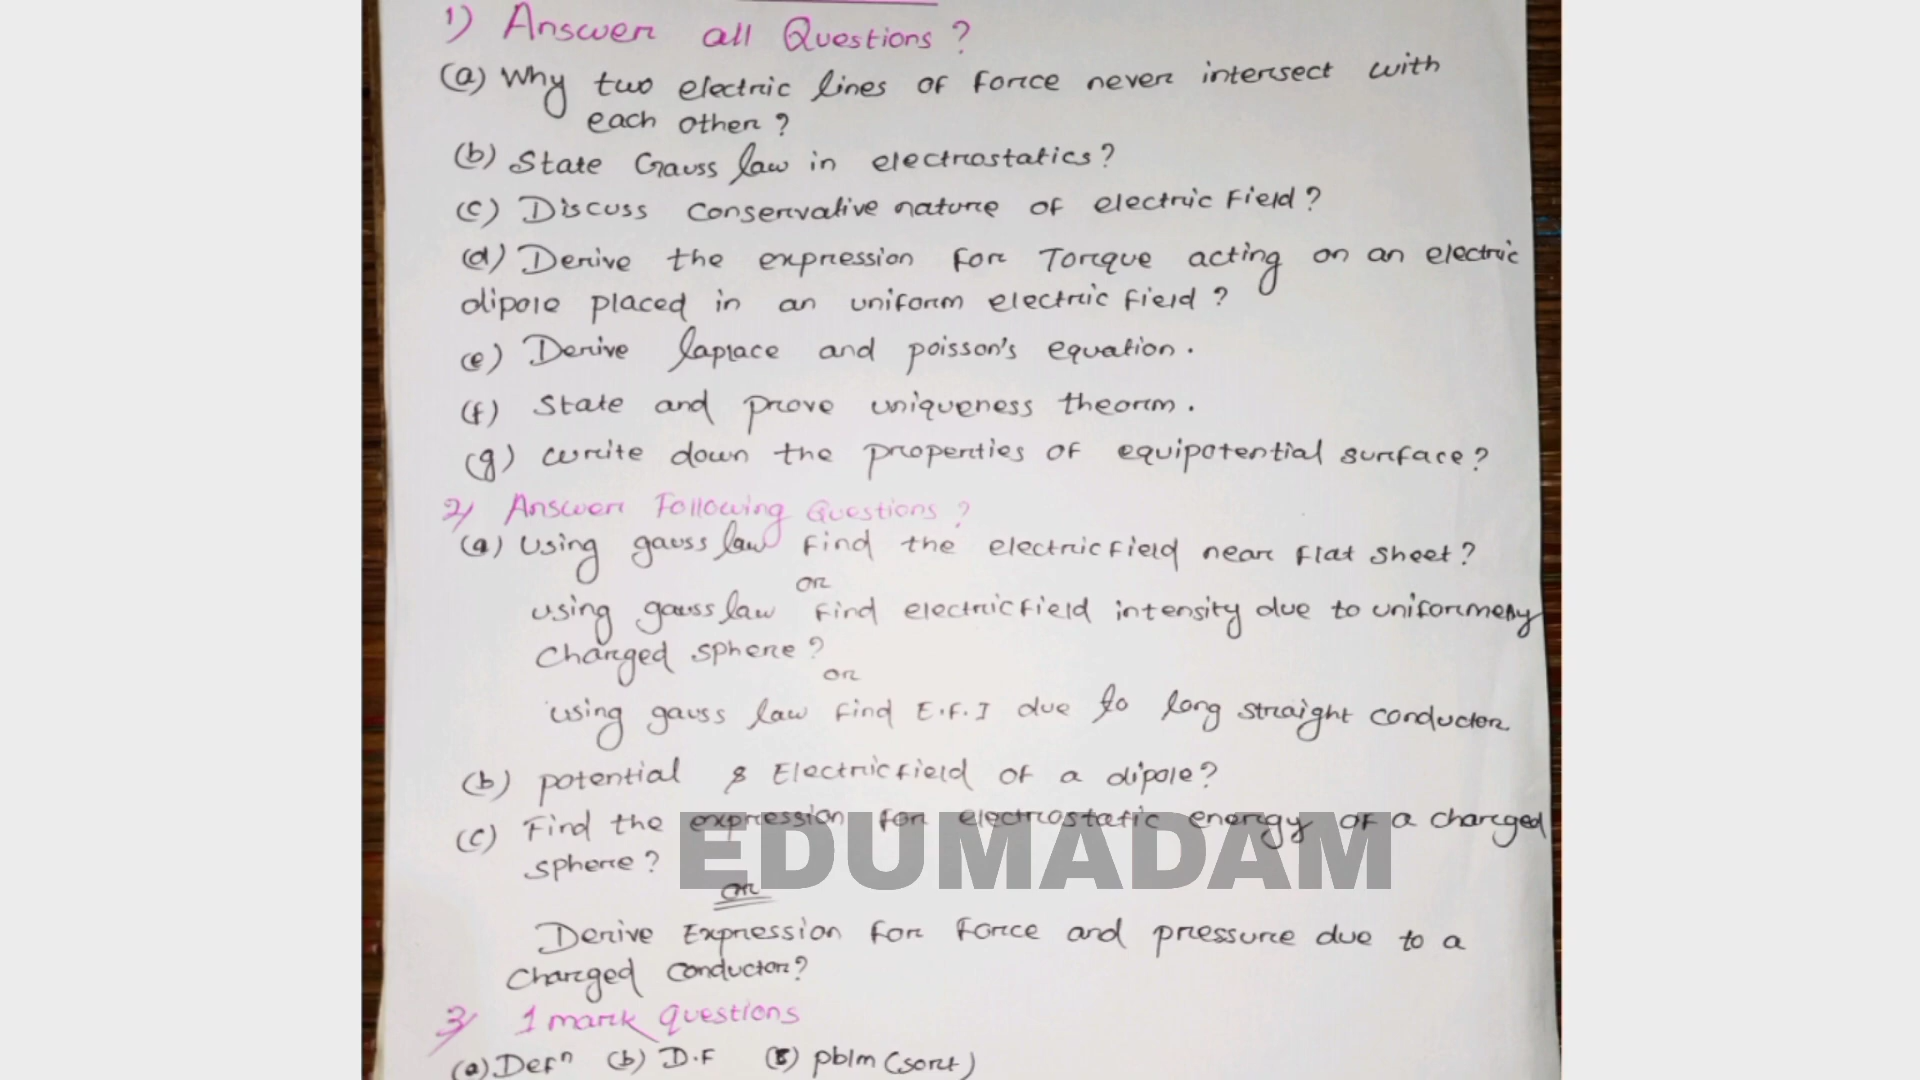 1) Answer all Questions ?
(a) Why two electric lines of force never intersect with
each other ?
(b) State Gauss law in electrostatics ?
(c) Discuss conservative nature of electric Field ?
(d) Derive the expression for Torque acting on an electric
dipole placed in an uniform electric field ?
(e) Derive laplace and poisson's equation .
(f) State and prove uniqueness theorm .
(g) write down the properties of equipotential surface ?
2) Answer Following Questions ?
(a) Using gauss law find the electric field near flat sheet ?
or
using gauss law find electric field intensity due to uniformely
Charged sphere ?
or
using gauss law find E.F.I due to long straight conductor
(b) potential & Electric field of a dipole ?
(c) Find the expression for electrostatic energy of a charged
sphere ?
EDUMADAM
or
Derive Expression for force and pressure due to a
Charged conductor ?
3) 1 mark questions
(a) Defn (b) D.F pblm (sort)